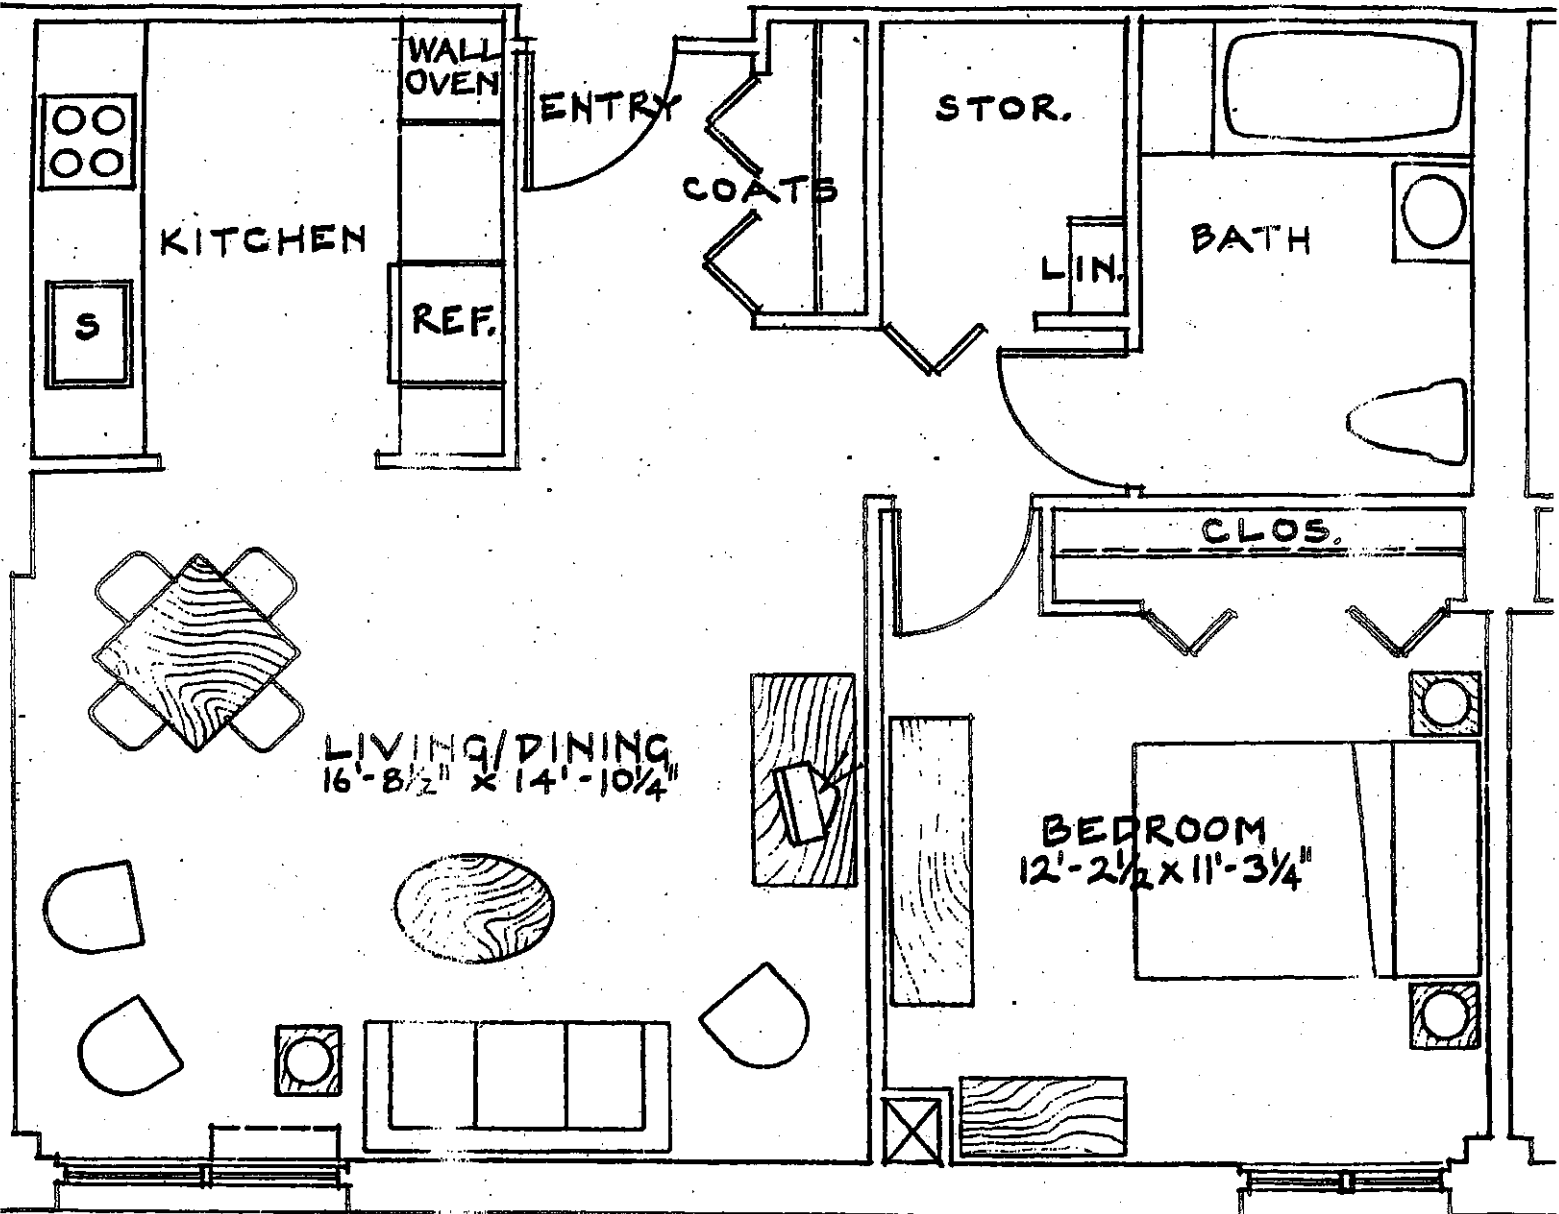 WALL
OVEN
ENTRY
STOR.
COATS
KITCHEN
BATH
LIN.
S
REF.
CLOS.
LIVING/DINING
16'-8½" x 14'-10¼"
BEDROOM
12'-2½ x 11'-3¼"